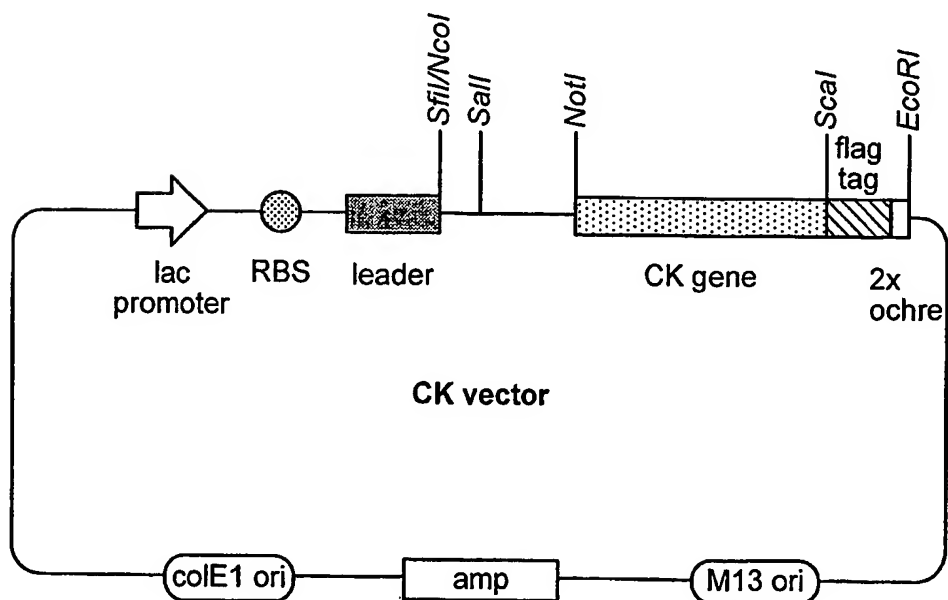 SfiI/NcoI
SalI
NotI
ScaI
EcoRI
flag
tag
lac
promoter
RBS
leader
CK gene
2x
ochre
CK vector
colE1 ori
amp
M13 ori